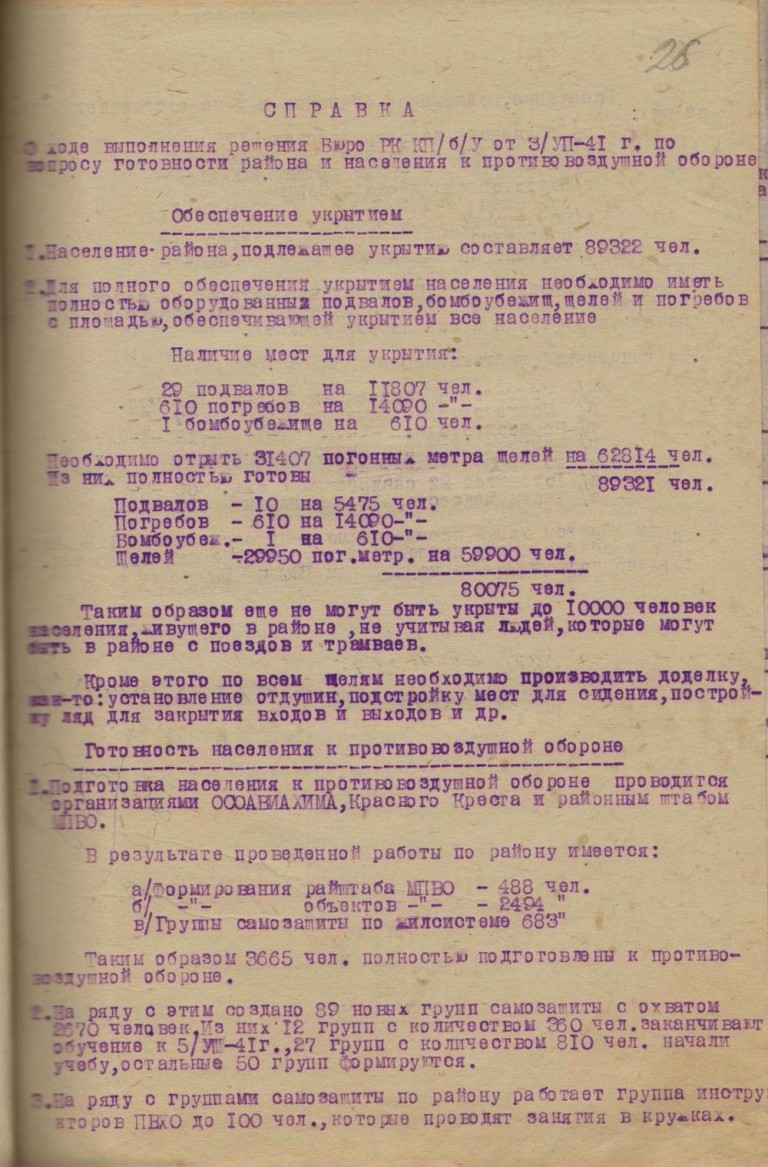 26
СПРАВКА
О ходе выполнения решения Бюро РК КП/б/У от 3/УП-41 г. по
вопросу готовности района и населения к противовоздушной обороне
Обеспечение укрытием
1.Население района,подлежащее укрытию составляет 89322 чел.
2.Для полного обеспечения укрытием населения необходимо иметь
полностью оборудованных подвалов,бомбоубежищ,щелей и погребов
с площадью,обеспечивающей укрытием все население
Наличие мест для укрытия:
29 подвалов на 11807 чел.
610 погребов на 14090 -"-
1 бомбоубежище на 610 чел.
Необходимо отрыть 31407 погонных метра щелей на 62814 чел.
Из них полностью готовы - 89321 чел.
Подвалов - 10 на 5475 чел.
Погребов - 610 на 14090-"-
Бомбоубеж.- 1 на 610-"-
Щелей -29950 пог.метр. на 59900 чел.
80075 чел.
Таким образом еще не могут быть укрыты до 10000 человек
населения,живущего в районе ,не учитывая людей,которые могут
быть в районе с поездов и трамваев.
Кроме этого по всем щелям необходимо производить доделку,
как-то:установление отдушин,подстройку мест для сидения,построй-
ку ляд для закрытия входов и выходов и др.
Готовность населения к противовоздушной обороне
1.Подготовка населения к противовоздушной обороне проводится
организациями ОСОАВИАХИМА,Красного Креста и районным штабом
МПВО.
В результате проведенной работы по району имеется:
а/Формирования райштаба МПВО - 488 чел.
б/ -"- объектов -"- - 2494 "
в/Группы самозащиты по жилсистеме 683"
Таким образом 3665 чел. полностью подготовлены к противо-
воздушной обороне.
2.На ряду с этим создано 89 новых групп самозащиты с охватом
2670 человек.Из них 12 групп с количеством 360 чел.заканчивают
обучение к 5/УШ-41г.,27 групп с количеством 810 чел. начали
учебу,остальные 50 групп формируются.
3.На ряду с группами самозащиты по району работает группа инстру
кторов ПВХО до 100 чел.,которые проводят занятия в кружках.